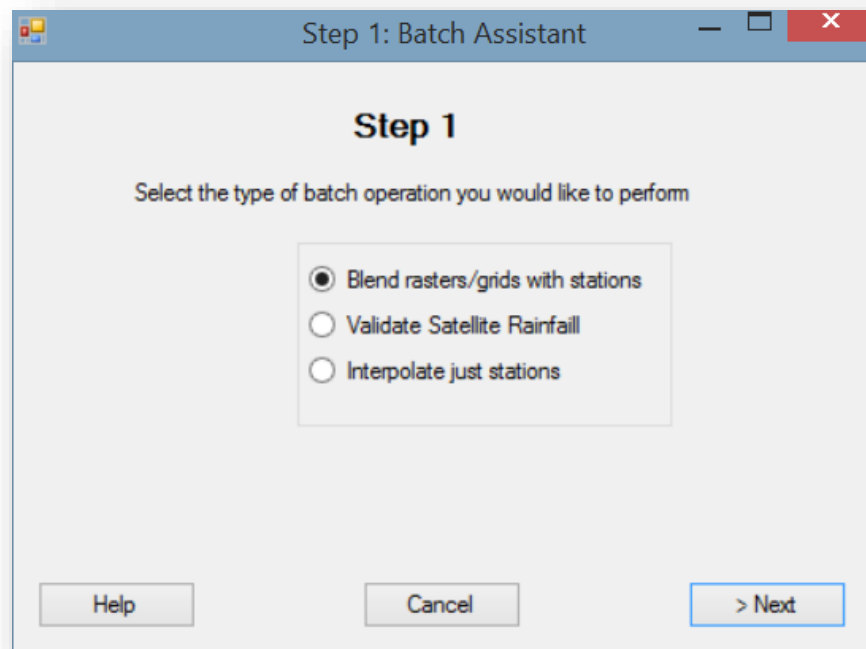 Step 1: Batch Assistant
Step 1
Select the type of batch operation you would like to perform
Blend rasters/grids with stations
Validate Satellite Rainfaill
Interpolate just stations
Help Cancel > Next